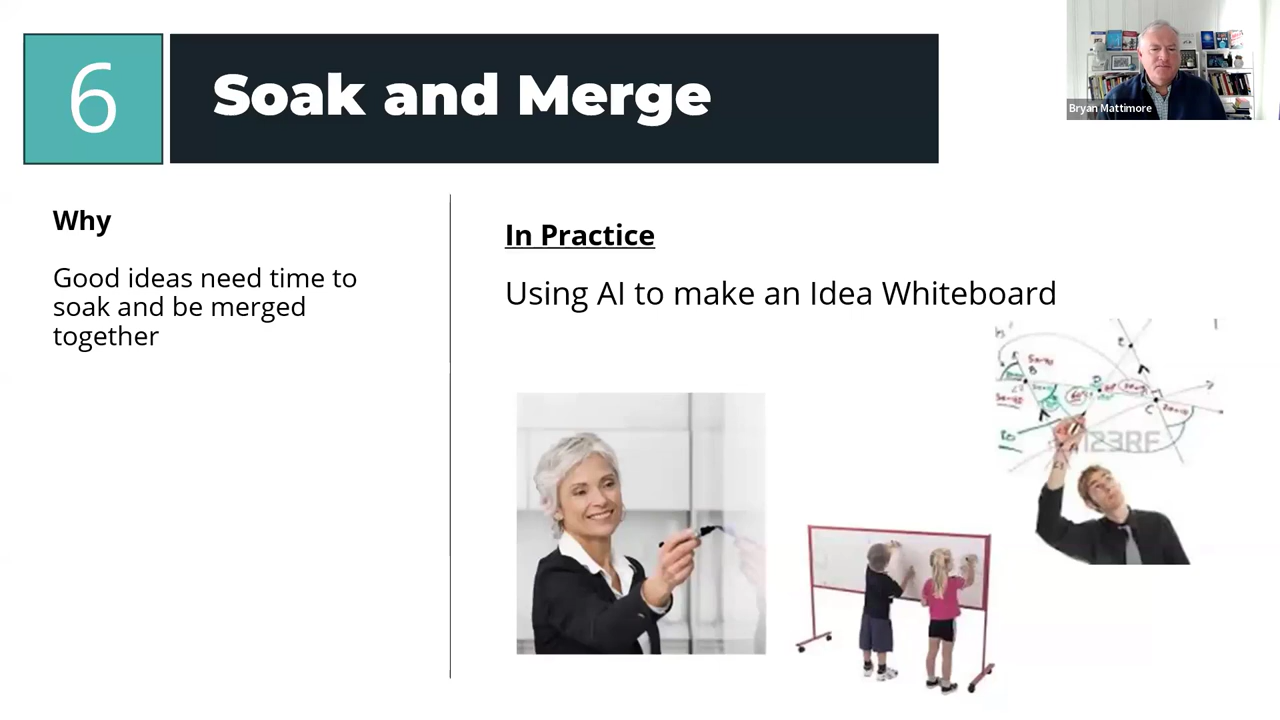 6
Soak and Merge
Bryan Mattimore
Why
Good ideas need time to
soak and be merged
together
In Practice
Using AI to make an Idea Whiteboard
123RF